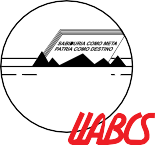 SABIDURIA COMO META
PATRIA COMO DESTINO
UABCS